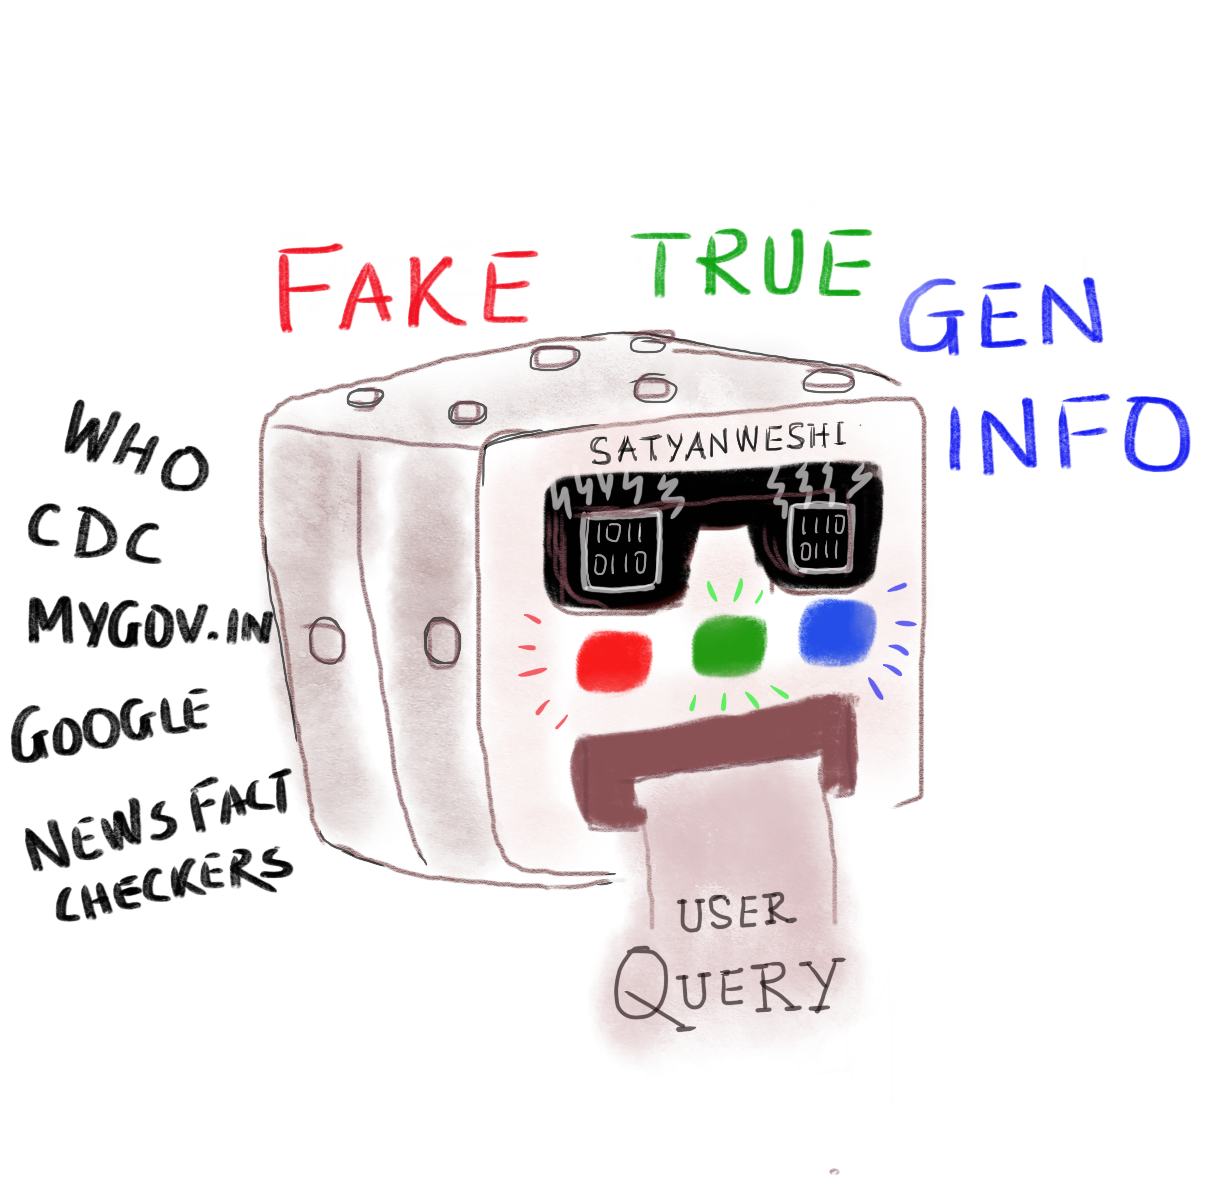 FAKE
TRUE
GEN
INFO
WHO
CDC
MYGOV.IN
GOOGLE
NEWS FACT
CHECKERS
SATYANWESHI
1011
0110
1110
0111
USER
QUERY